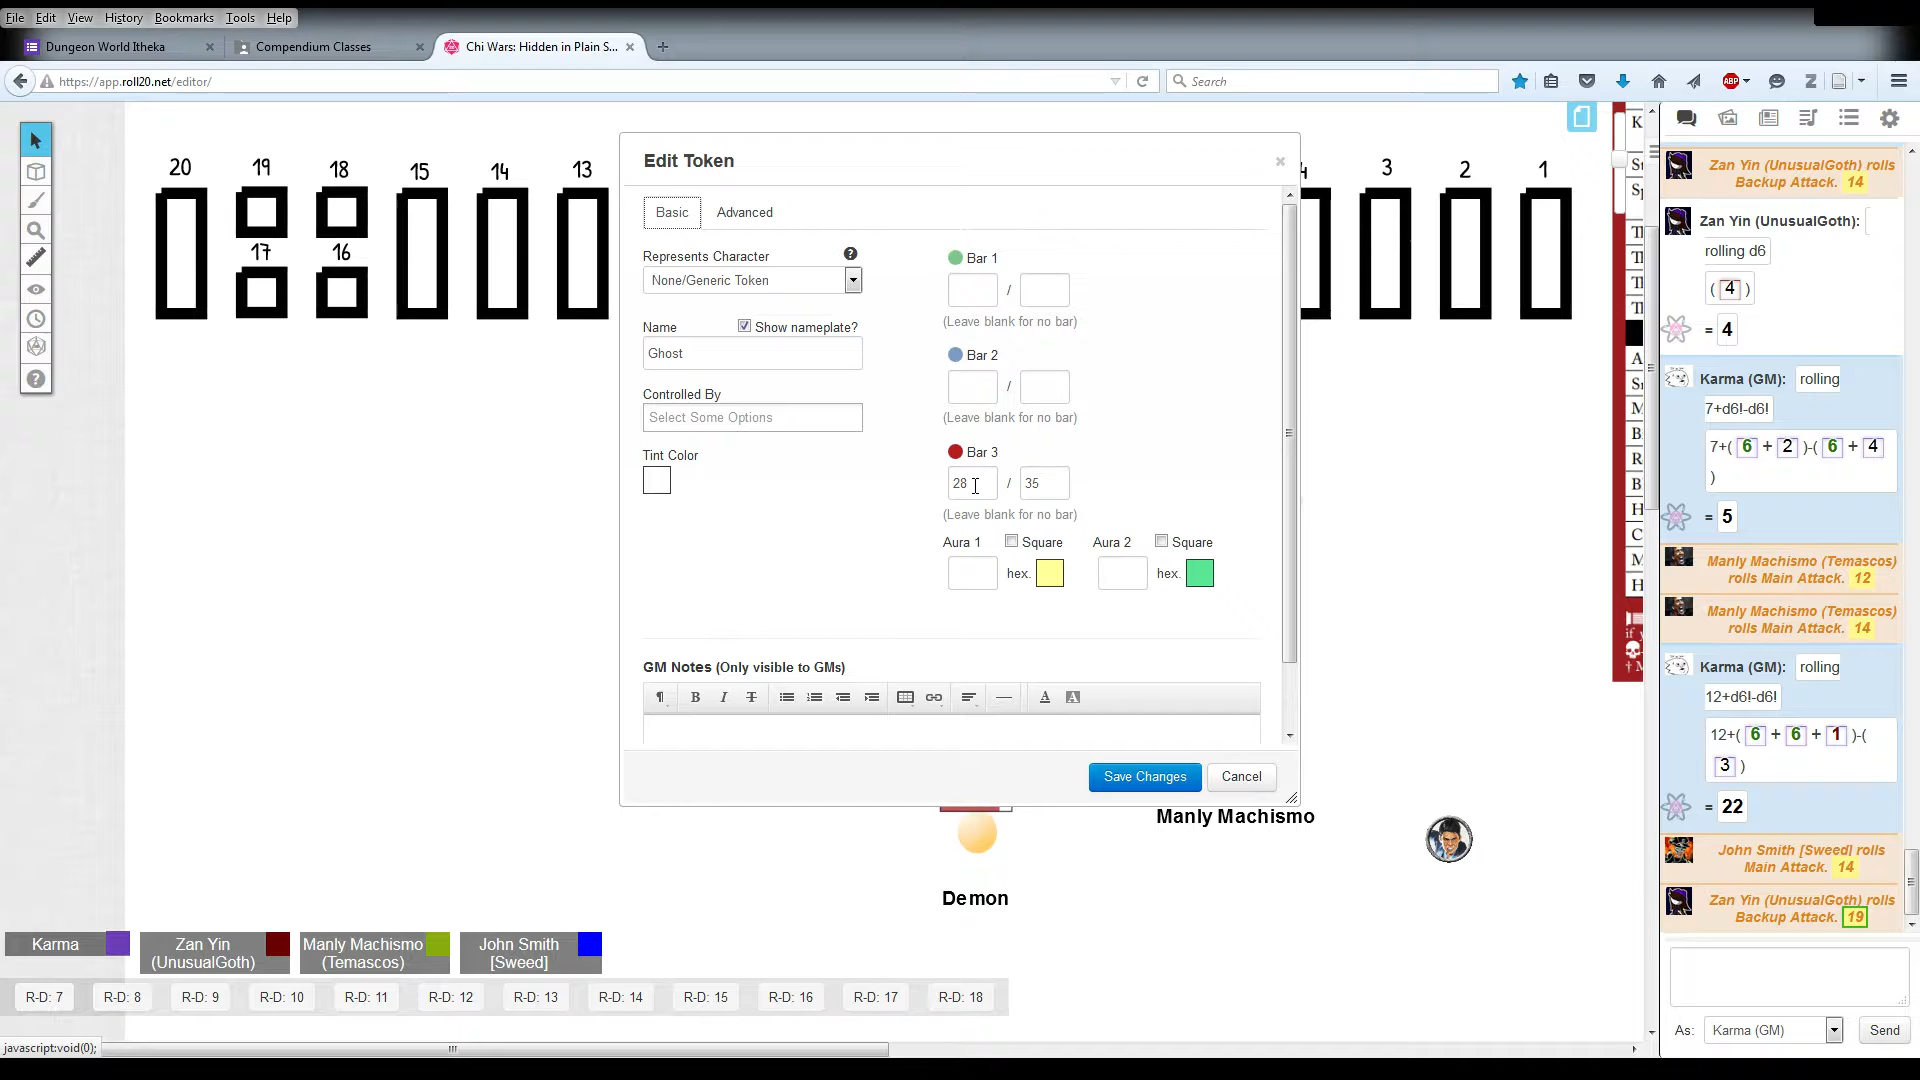 File Edit View History Bookmarks Tools Help
Dungeon World Itheka
Compendium Classes
Chi Wars: Hidden in Plain S...
https://app.roll20.net/editor/
Search
ABP
20 19 18 15 14 13
17 16
4 3 2 1
Edit Token
Basic Advanced
Represents Character
None/Generic Token
Name
Show nameplate?
Ghost
Controlled By
Select Some Options
Tint Color
Bar 1
/
(Leave blank for no bar)
Bar 2
/
(Leave blank for no bar)
Bar 3
28 / 35
(Leave blank for no bar)
Aura 1 Square Aura 2 Square
hex. hex.
GM Notes (Only visible to GMs)
Save Changes Cancel
Manly Machismo
Demon
Karma
Zan Yin
(UnusualGoth)
Manly Machismo
(Temascos)
John Smith
[Sweed]
R-D: 7 R-D: 8 R-D: 9 R-D: 10 R-D: 11 R-D: 12 R-D: 13 R-D: 14 R-D: 15 R-D: 16 R-D: 17 R-D: 18
javascript:void(0);
Zan Yin (UnusualGoth) rolls
Backup Attack. 14
Zan Yin (UnusualGoth):
rolling d6
( 4 )
= 4
Karma (GM): rolling
7+d6!-d6!
7+( 6 + 2 )-( 6 + 4
)
= 5
Manly Machismo (Temascos)
rolls Main Attack. 12
Manly Machismo (Temascos)
rolls Main Attack. 14
Karma (GM): rolling
12+d6!-d6!
12+( 6 + 6 + 1 )-(
3 )
= 22
John Smith [Sweed] rolls
Main Attack. 14
Zan Yin (UnusualGoth) rolls
Backup Attack. 19
As: Karma (GM) Send